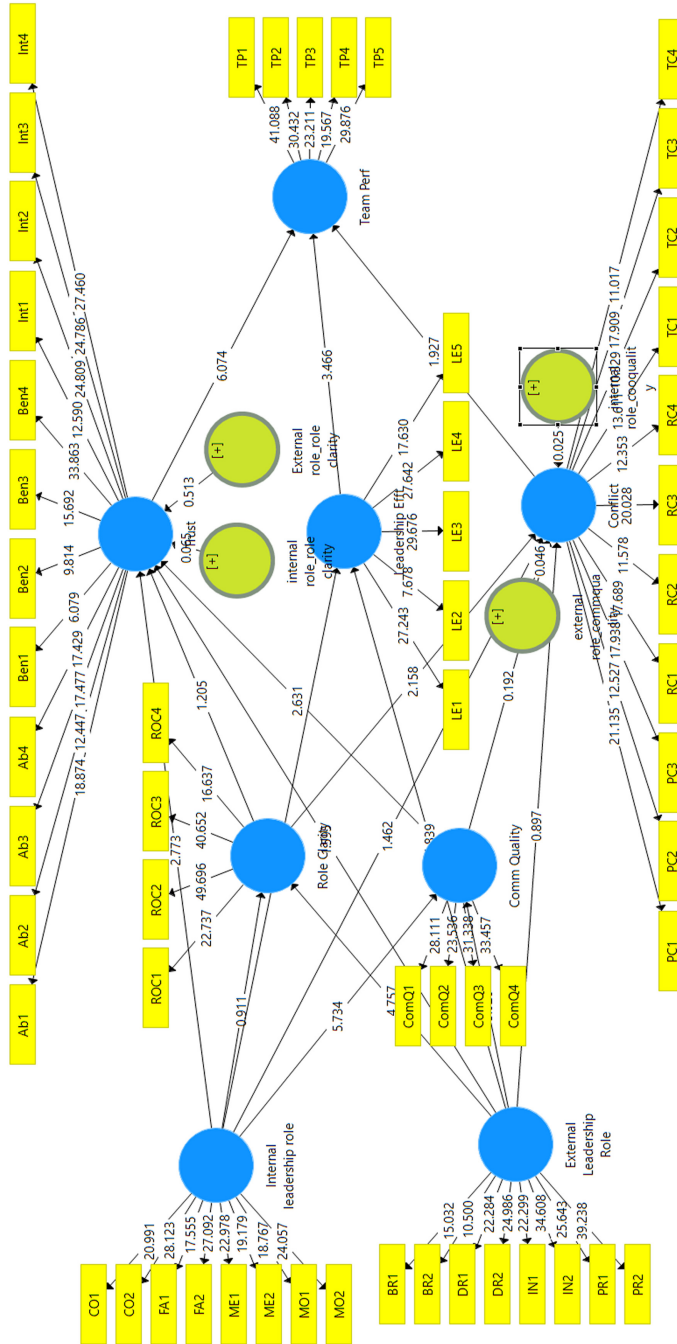 Ab1
Ab2
Ab3
Ab4
Ben1
Ben2
Ben3
Ben4
Int1
Int2
Int3
Int4
18.874
12.447
17.477
17.429
6.079
9.814
15.692
33.863
12.590
24.809
24.786
27.460
Trust
CO1
CO2
FA1
FA2
ME1
ME2
MO1
MO2
20.991
28.123
17.555
27.092
22.978
19.179
18.767
24.057
Internal
leadership role
ROC1
ROC2
ROC3
ROC4
22.737
49.696
40.652
16.637
Role Clarity
2.773
1.205
0.065
0.513
[+]
internal
role_role
clarity
[+]
External
role_role
clarity
6.074
TP1
TP2
TP3
TP4
TP5
41.088
30.432
23.211
19.567
29.876
Team Perf
0.911
5.734
4.757
1.462
2.631
2.158
3.466
1.927
Leadership Efft
27.243
7.678
29.676
27.642
17.630
LE1
LE2
LE3
LE4
LE5
BR1
BR2
DR1
DR2
IN1
IN2
PR1
PR2
15.032
10.500
22.284
24.986
22.299
34.608
25.643
39.238
External
Leadership
Role
ComQ1
ComQ2
ComQ3
ComQ4
28.111
23.536
31.338
33.457
Comm Quality
0.192
0.897
[+]
external
0.046
[+]
0.025
internal
role_cooqualit
y
Conflict
21.135
12.527
17.938
11.578
20.028
12.353
17.909
11.017
PC1
PC2
PC3
RC1
RC2
RC3
RC4
TC1
TC2
TC3
TC4